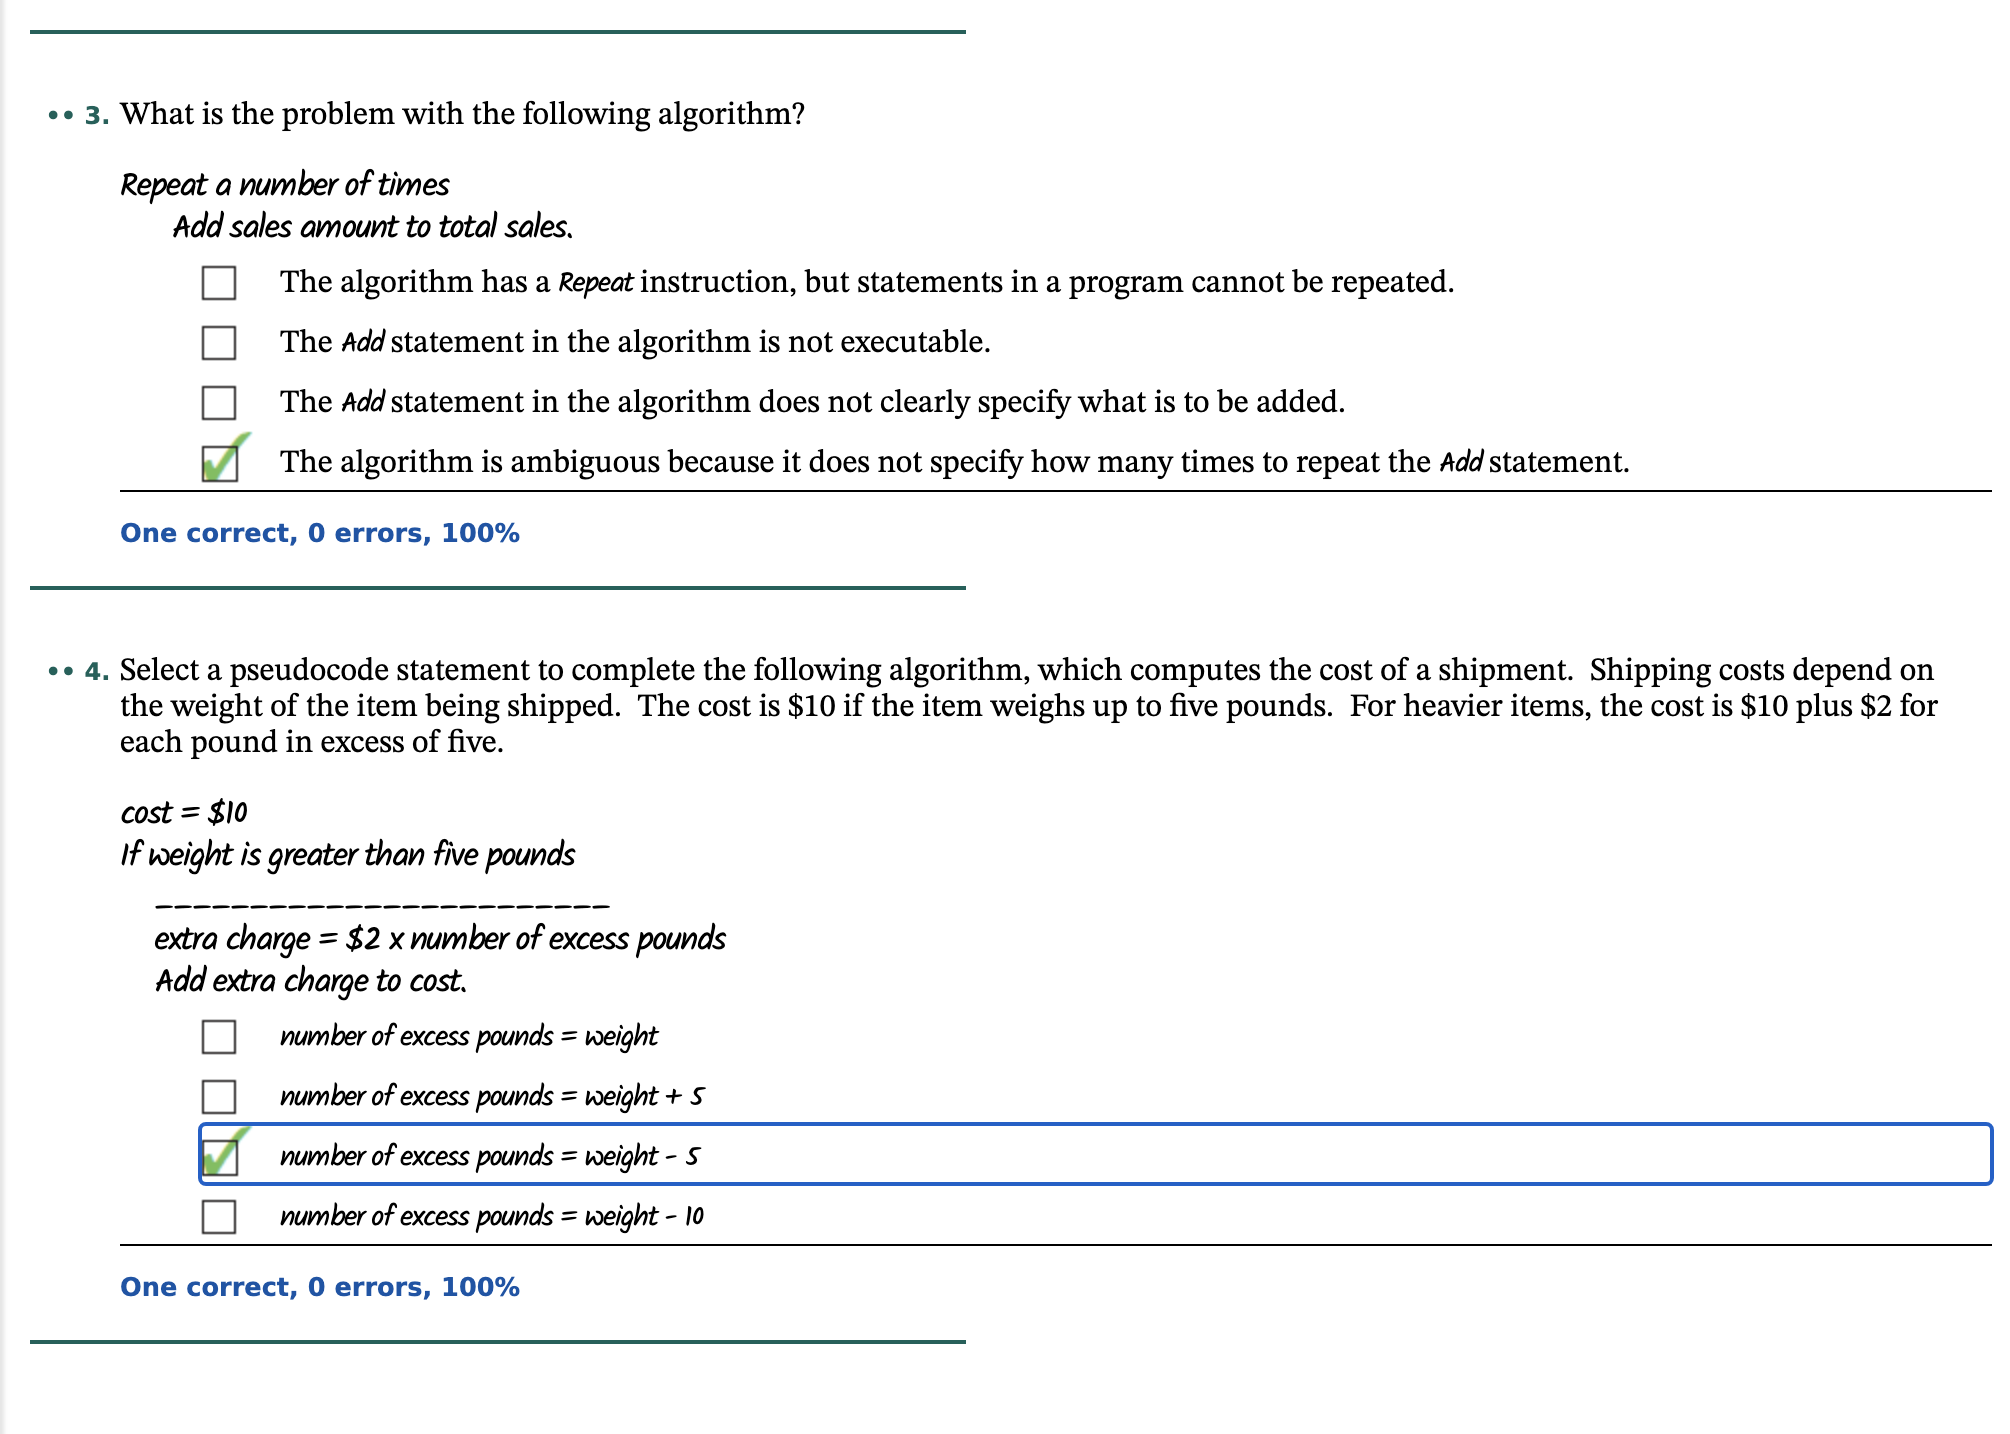 •• 3. What is the problem with the following algorithm?
Repeat a number of times
Add sales amount to total sales.
The algorithm has a Repeat instruction, but statements in a program cannot be repeated.
The Add statement in the algorithm is not executable.
The Add statement in the algorithm does not clearly specify what is to be added.
The algorithm is ambiguous because it does not specify how many times to repeat the Add statement.
One correct, 0 errors, 100%
•• 4. Select a pseudocode statement to complete the following algorithm, which computes the cost of a shipment. Shipping costs depend on
the weight of the item being shipped. The cost is $10 if the item weighs up to five pounds. For heavier items, the cost is $10 plus $2 for
each pound in excess of five.
cost = $10
If weight is greater than five pounds
________________________
extra charge = $2 x number of excess pounds
Add extra charge to cost.
number of excess pounds = weight
number of excess pounds = weight + 5
number of excess pounds = weight - 5
number of excess pounds = weight - 10
One correct, 0 errors, 100%